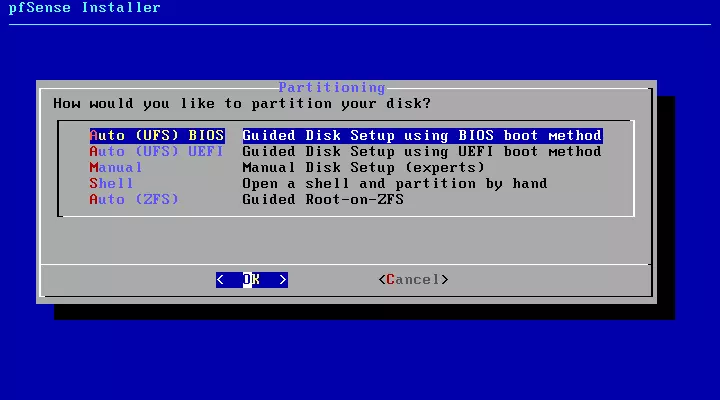 pfSense Installer
Partitioning
How would you like to partition your disk?
Auto (UFS) BIOS  Guided Disk Setup using BIOS boot method
Auto (UFS) UEFI  Guided Disk Setup using UEFI boot method
Manual  Manual Disk Setup (experts)
Shell  Open a shell and partition by hand
Auto (ZFS)  Guided Root-on-ZFS
<  OK  >  <Cancel>